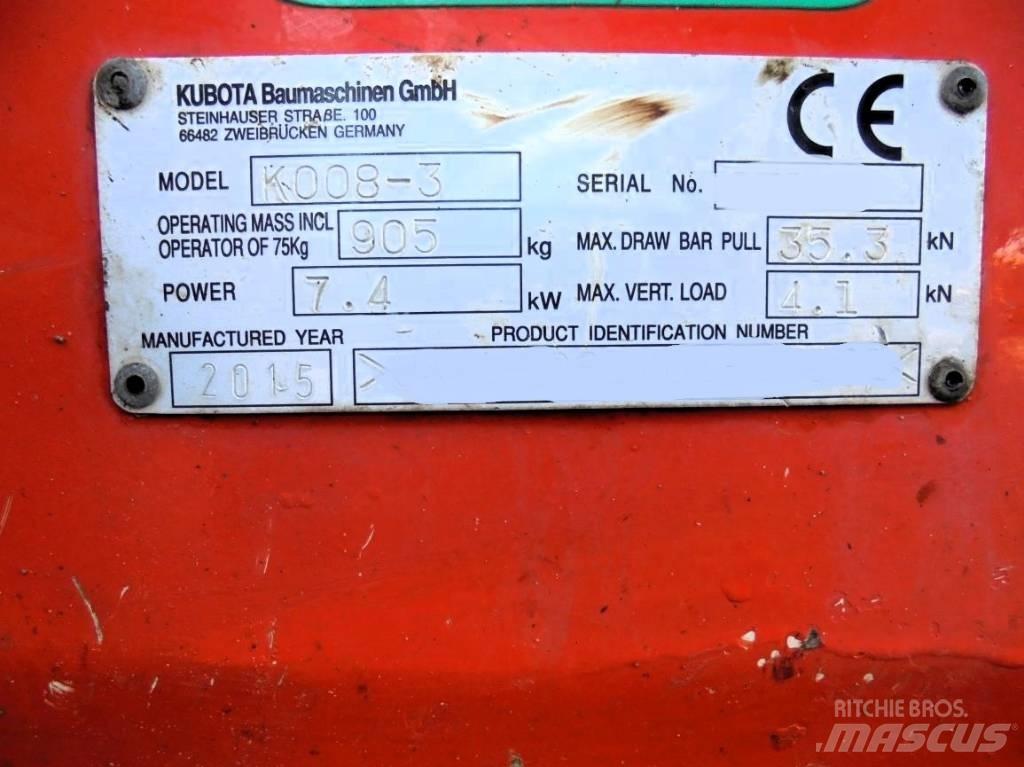 KUBOTA Baumaschinen GmbH
STEINHAUSER STRAßE. 100
66482 ZWEIBRÜCKEN GERMANY
CE
MODEL K008-3
SERIAL No.
OPERATING MASS INCL
OPERATOR OF 75Kg 905 kg
MAX. DRAW BAR PULL 35.3 kN
POWER 7.4 kW
MAX. VERT. LOAD 4.1 kN
MANUFACTURED YEAR
2015
PRODUCT IDENTIFICATION NUMBER
RITCHIE BROS.
MASCUS